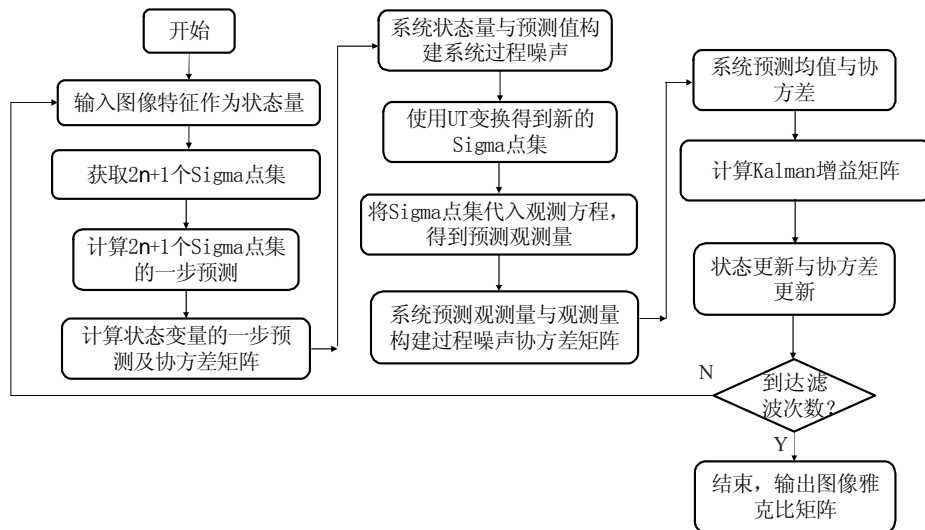 开始
输入图像特征作为状态量
获取2n+1个Sigma点集
计算2n+1个Sigma点集
的一步预测
计算状态变量的一步预
测及协方差矩阵
系统状态量与预测值构
建系统过程噪声
使用UT变换得到新的
Sigma点集
将Sigma点集代入观测方程，
得到预测观测量
系统预测观测量与观测量
构建过程噪声协方差矩阵
系统预测均值与协
方差
计算Kalman增益矩阵
状态更新与协方差
更新
到达滤
波次数?
N
Y
结束，输出图像雅
克比矩阵